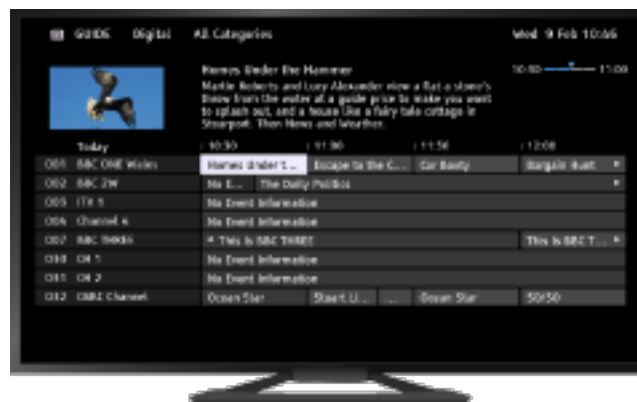 GUIDE Digital All Categories Wed 9 Feb 10:46
Homes Under the Hammer 11:00
Martin Roberts and Lucy Alexander view a flat a stone's
throw from the water at a guide price to make you want
to splash out, and a house like a fairy tale cottage in
Stourport. Then News and Weather.
Today 10:30 11:30 12:00
001 BBC ONE Wales Homes Under t... Escape to the C... Car Booty Bargain Hunt
002 BBC 2W No E... The Daily Politics
ITV 1 No Event Information
Channel 4 No Event Information
007 BBC THREE This is BBC THREE This is BBC T...
010 CH 1 No Event Information
011 CH 2 No Event Information
012 CBBC Channel Ocean Star Stuart Li... ... Ocean Star 50/50